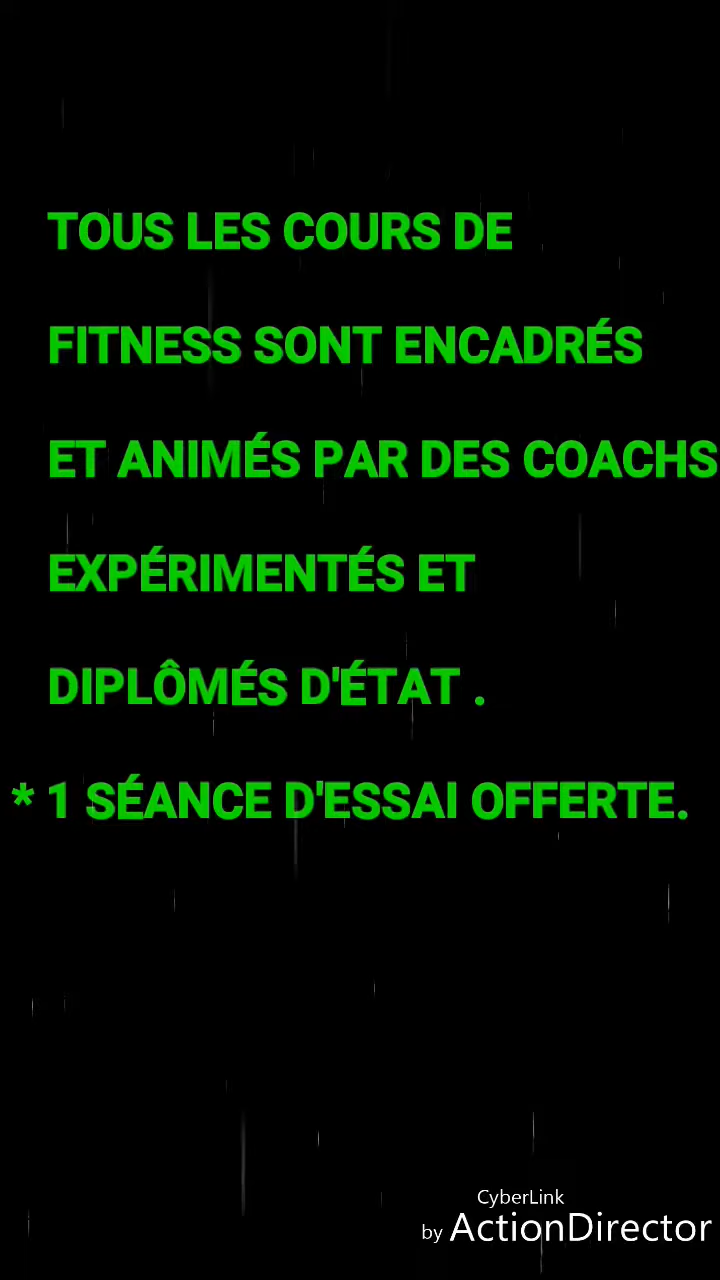 TOUS LES COURS DE
FITNESS SONT ENCADRÉS
ET ANIMÉS PAR DES COACHS
EXPÉRIMENTÉS ET
DIPLÔMÉS D'ÉTAT .
* 1 SÉANCE D'ESSAI OFFERTE.
CyberLink
by ActionDirector